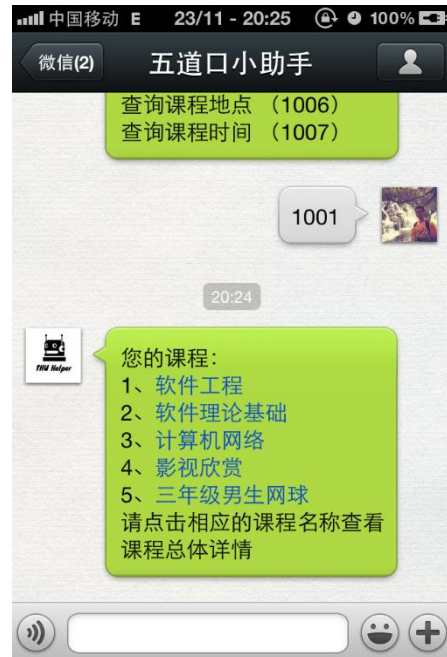 中国移动 E 23/11 - 20:25 100%
微信(2) 五道口小助手
查询课程地点 （1006）
查询课程时间 （1007）
1001
20:24
THU Helper
您的课程：
1、软件工程
2、软件理论基础
3、计算机网络
4、影视欣赏
5、三年级男生网球
请点击相应的课程名称查看
课程总体详情